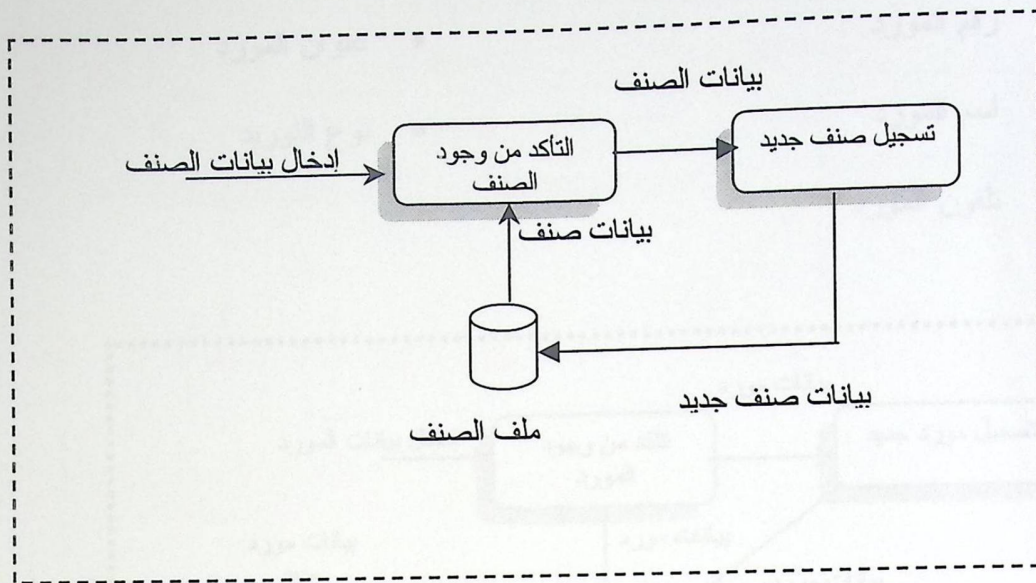 بيانات الصنف
تسجيل صنف جديد
التأكد من وجود
الصنف
إدخال بيانات الصنف
بيانات صنف
بيانات صنف جديد
ملف الصنف